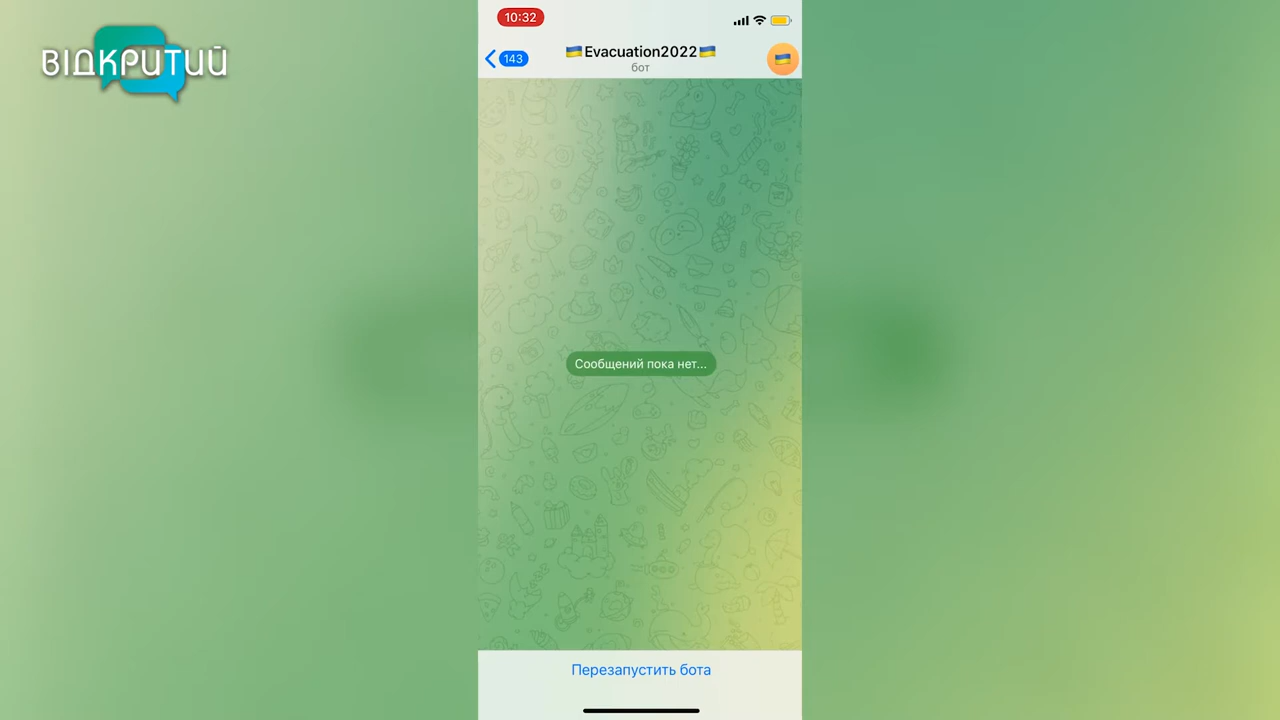 ВІДКРИТИЙ
10:32
143
🇺🇦Evacuation2022🇺🇦
бот
Сообщений пока нет...
Перезапустить бота